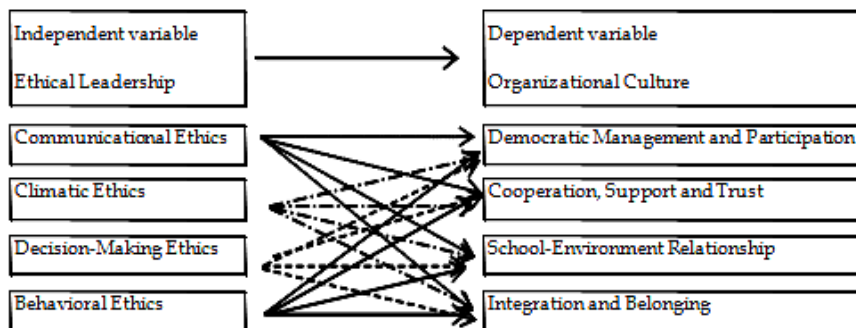 Independent variable
Ethical Leadership
Dependent variable
Organizational Culture
Communicational Ethics
Democratic Management and Participation
Climatic Ethics
Cooperation, Support and Trust
Decision-Making Ethics
School-Environment Relationship
Behavioral Ethics
Integration and Belonging